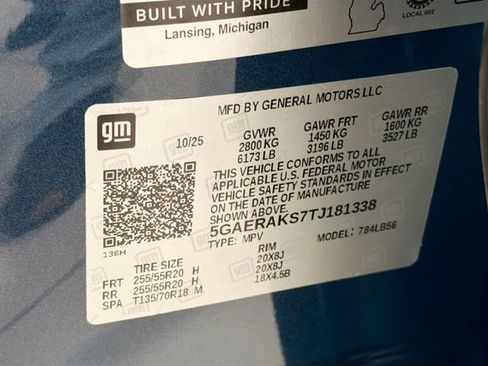 BUILT WITH PRIDE
Lansing, Michigan
LOCAL 602
gm
MFD BY GENERAL MOTORS LLC
10/25 GVWR GAWR FRT GAWR RR
2800 KG 1450 KG 1600 KG
6173 LB 3196 LB 3527 LB
THIS VEHICLE CONFORMS TO ALL
APPLICABLE U.S. FEDERAL MOTOR
VEHICLE SAFETY STANDARDS IN EFFECT
ON THE DATE OF MANUFACTURE
5GAERAKS7TJ181338
TYPE: MPV MODEL: 784LB56
136H
TIRE SIZE RIM
FRT 255/55R20 H 20X8J
RR 255/55R20 H 20X8J
SPA T135/70R18 M 18X4.5B